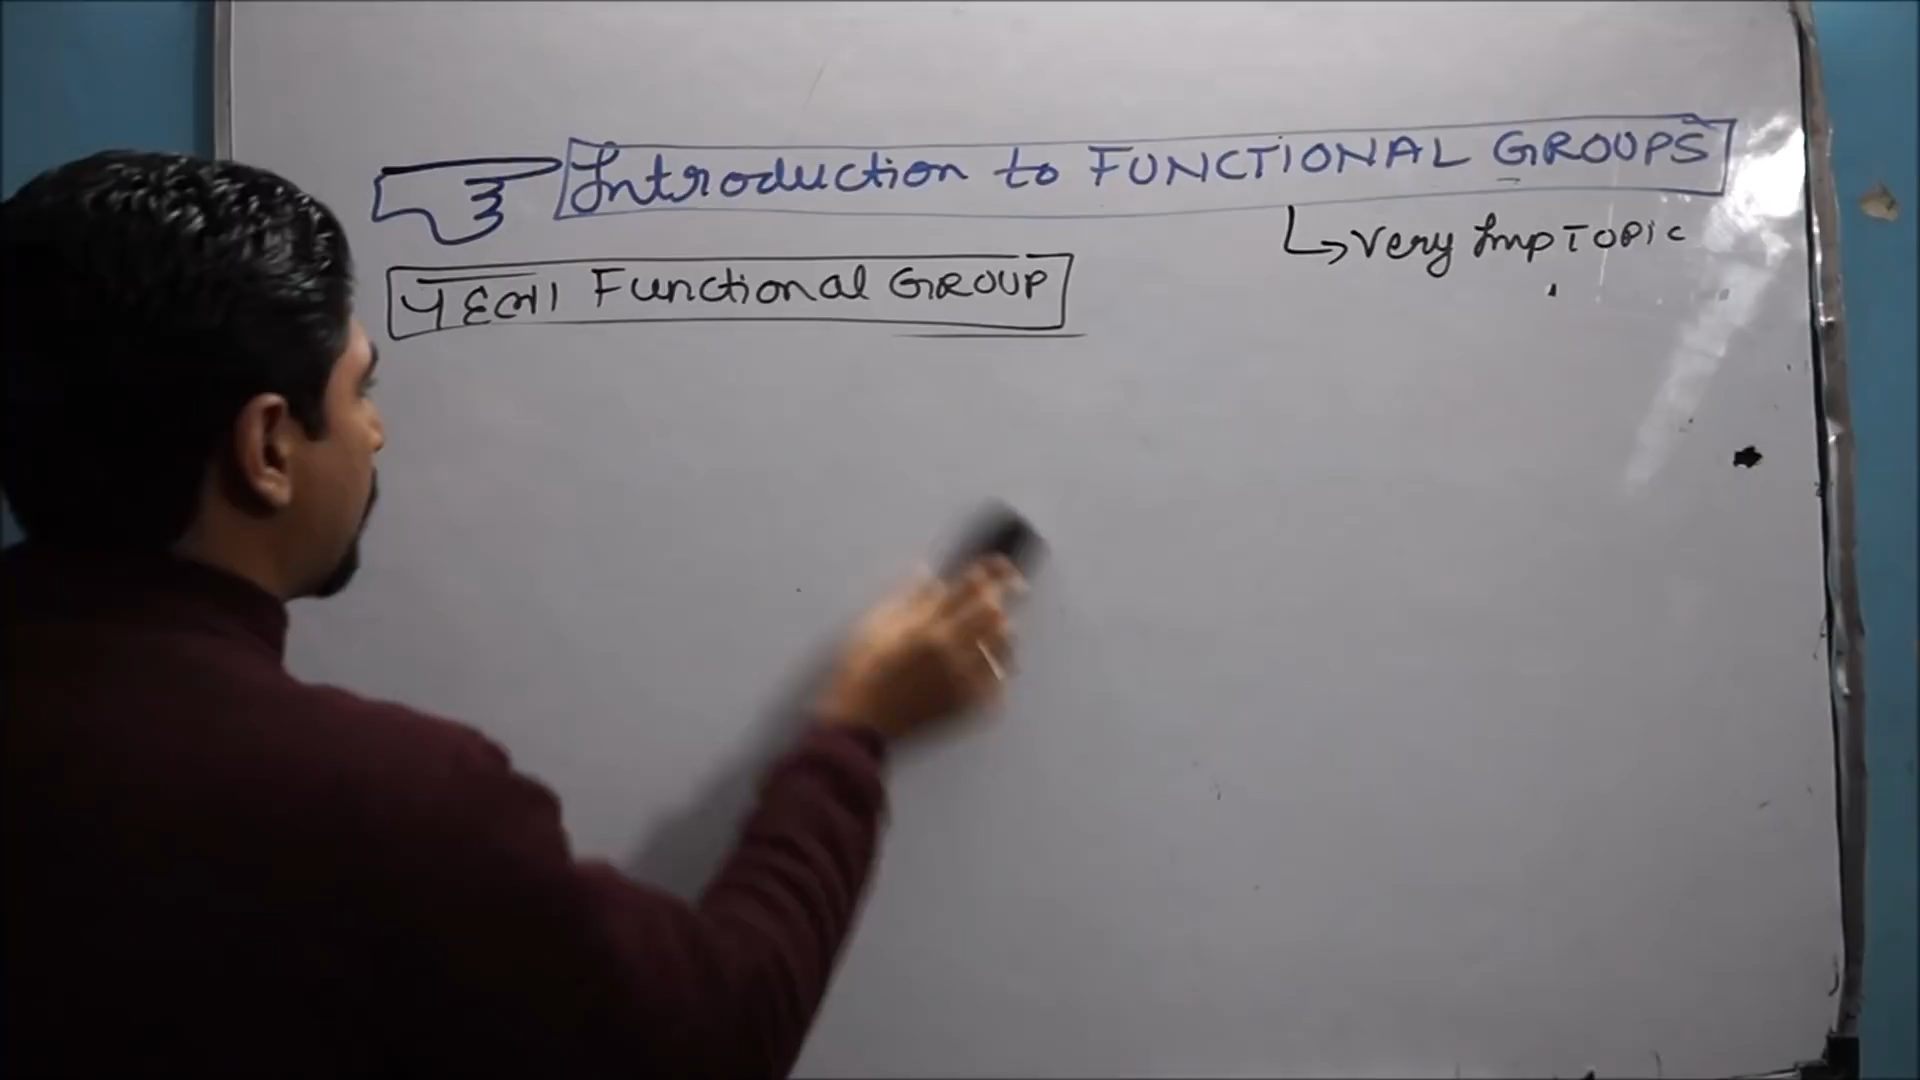 Introduction to FUNCTIONAL GROUPS
Very Imp TOPIC
पहला Functional GROUP